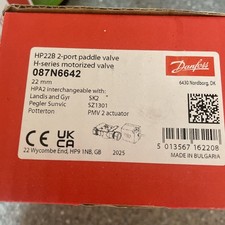 HP22B 2-port paddle valve
H-series motorized valve
087N6642
22 mm
HPA2 Interchangeable with:
Landis and Gyr SK2
Pegler Sunvic SZ1301
Potterton PMV 2 actuator
Danfoss
6430 Nordborg, DK
CE UK CA
22 Wycombe End, HP9 1NB, GB 2025
5 013567 162208
MADE IN BULGARIA